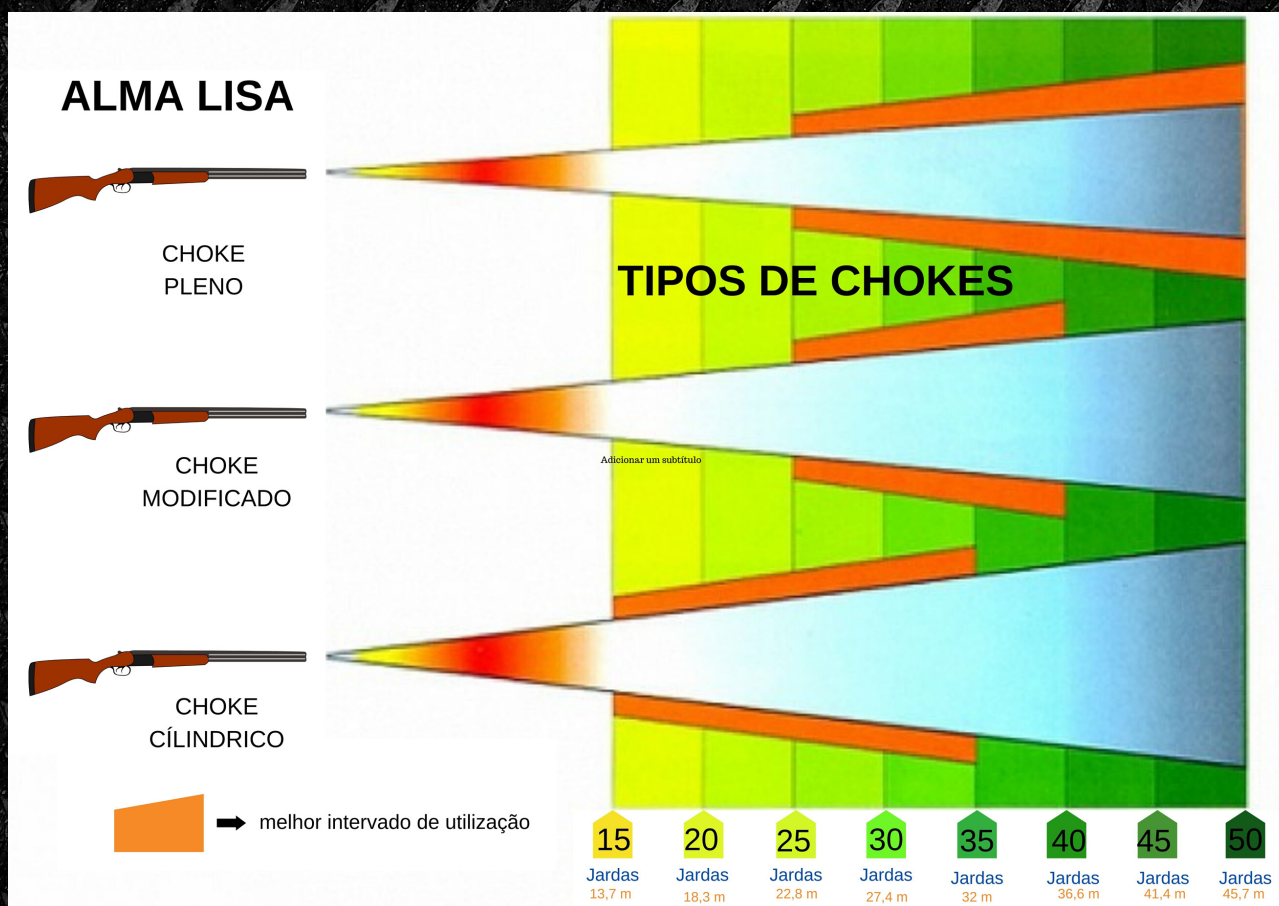 ALMA LISA
CHOKE
PLENO
TIPOS DE CHOKES
CHOKE
MODIFICADO
Adicionar um subtítulo
CHOKE
CÍLINDRICO
melhor intervado de utilização
15 20 25 30 35 40 45 50
Jardas Jardas Jardas Jardas Jardas Jardas Jardas Jardas
13,7 m 18,3 m 22,8 m 27,4 m 32 m 36,6 m 41,4 m 45,7 m